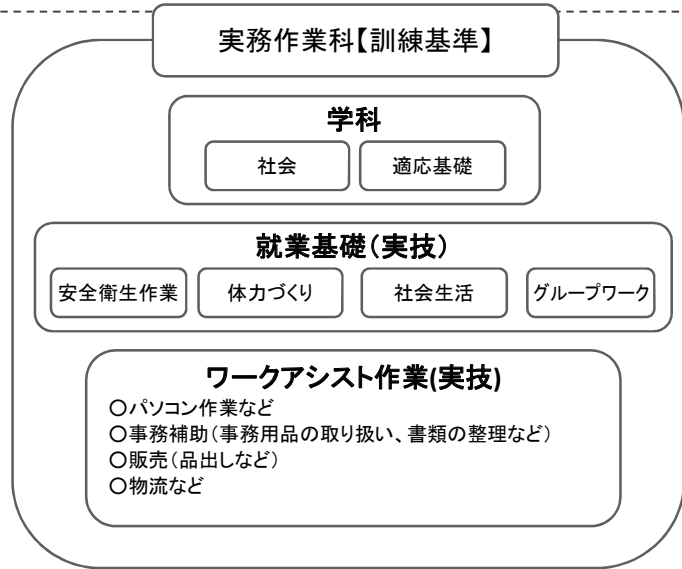 実務作業科【訓練基準】
学科
社会
適応基礎
就業基礎（実技）
安全衛生作業
体力づくり
社会生活
グループワーク
ワークアシスト作業(実技)
〇パソコン作業など
〇事務補助（事務用品の取り扱い、書類の整理など）
〇販売（品出しなど）
〇物流など